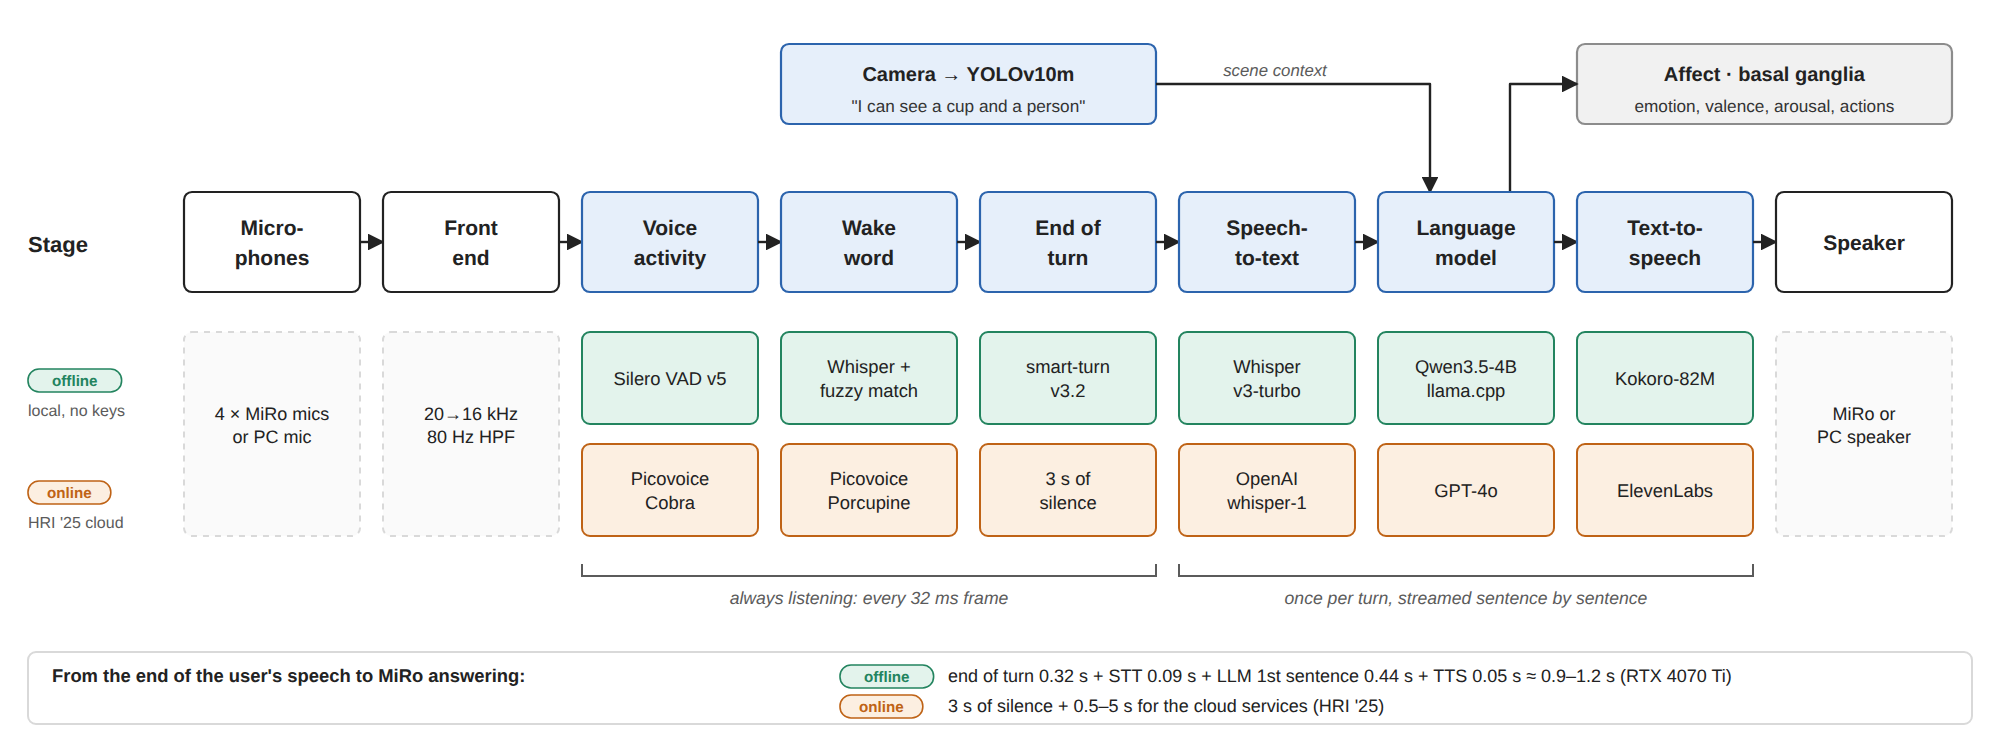 Camera → YOLOv10m
"I can see a cup and a person"
scene context
Affect · basal ganglia
emotion, valence, arousal, actions
Stage
Micro-
phones
Front
end
Voice
activity
Wake
word
End of
turn
Speech-
to-text
Language
model
Text-to-
speech
Speaker
offline
local, no keys
online
HRI '25 cloud
4 × MiRo mics
or PC mic
20→16 kHz
80 Hz HPF
Silero VAD v5
Whisper +
fuzzy match
smart-turn
v3.2
Whisper
v3-turbo
Qwen3.5-4B
llama.cpp
Kokoro-82M
Picovoice
Cobra
Picovoice
Porcupine
3 s of
silence
OpenAI
whisper-1
GPT-4o
ElevenLabs
MiRo or
PC speaker
always listening: every 32 ms frame
once per turn, streamed sentence by sentence
From the end of the user's speech to MiRo answering:
offline
end of turn 0.32 s + STT 0.09 s + LLM 1st sentence 0.44 s + TTS 0.05 s ≈ 0.9–1.2 s (RTX 4070 Ti)
online
3 s of silence + 0.5–5 s for the cloud services (HRI '25)